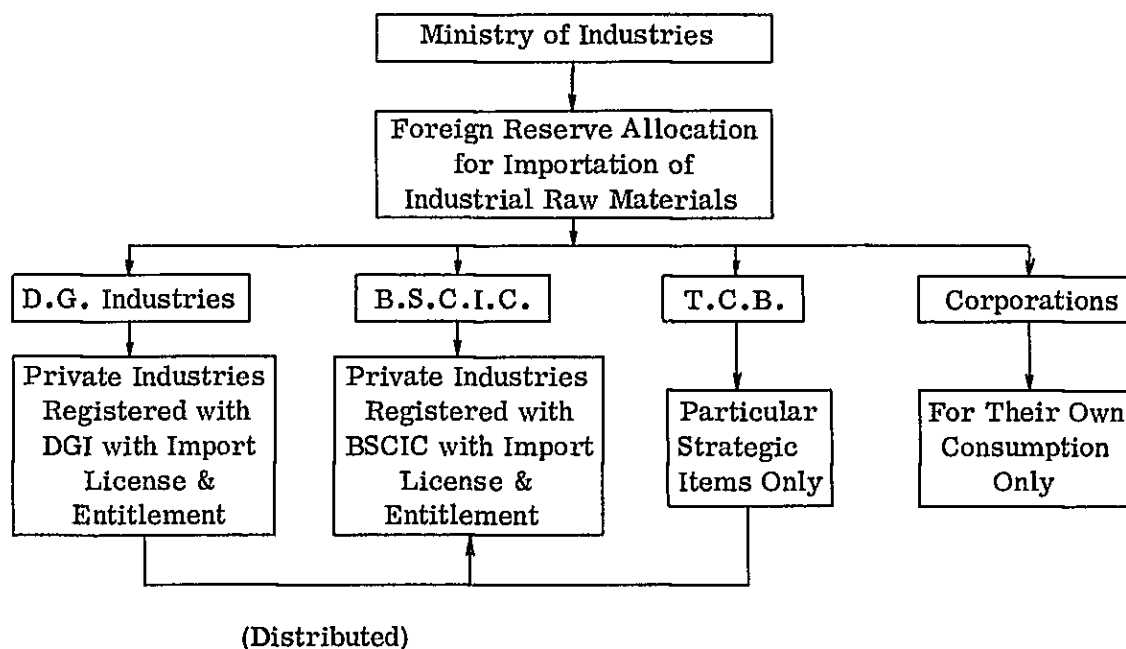 Ministry of Industries
Foreign Reserve Allocation
for Importation of
Industrial Raw Materials
D.G. Industries
B.S.C.I.C.
T.C.B.
Corporations
Private Industries
Registered with
DGI with Import
License &
Entitlement
Private Industries
Registered with
BSCIC with Import
License &
Entitlement
Particular
Strategic
Items Only
For Their Own
Consumption
Only
(Distributed)